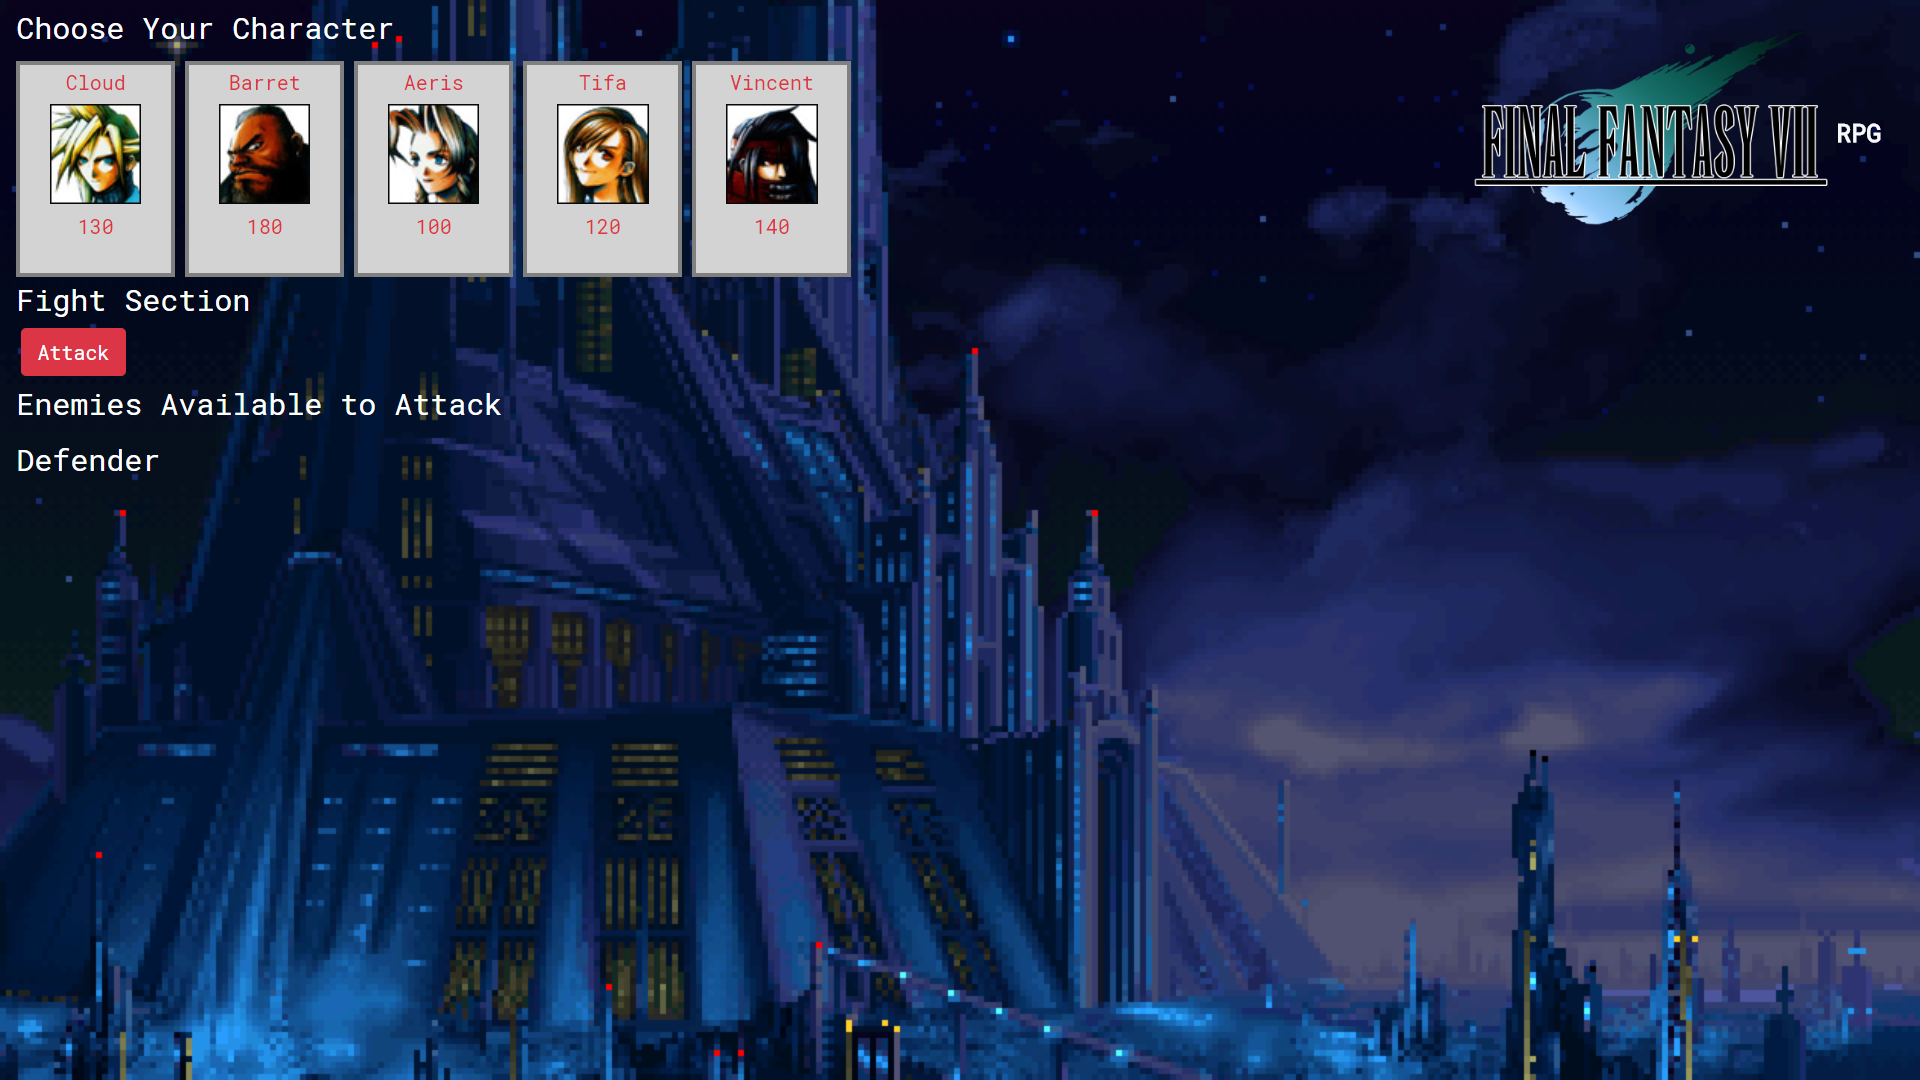 Choose Your Character
Cloud
Barret
Aeris
Tifa
Vincent
130
180
100
120
140
FINAL FANTASY VII
RPG
Fight Section
Attack
Enemies Available to Attack
Defender